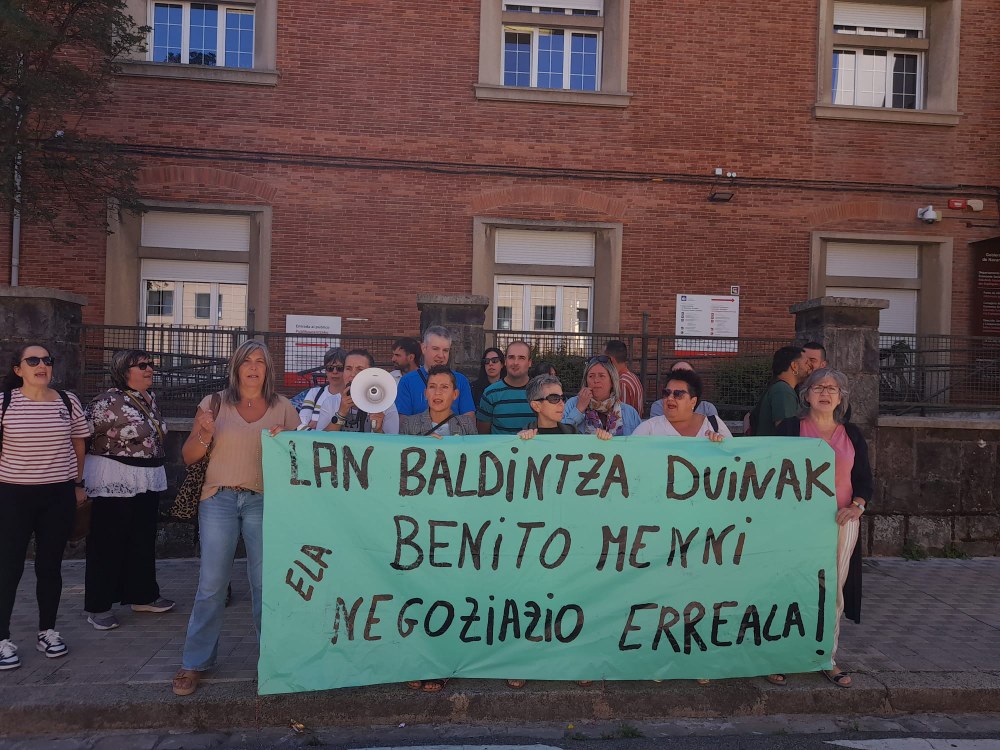 LAN BALDINTZA DUINAK
BENITO MENNI
ELA
NEGOZIAZIO ERREALA!